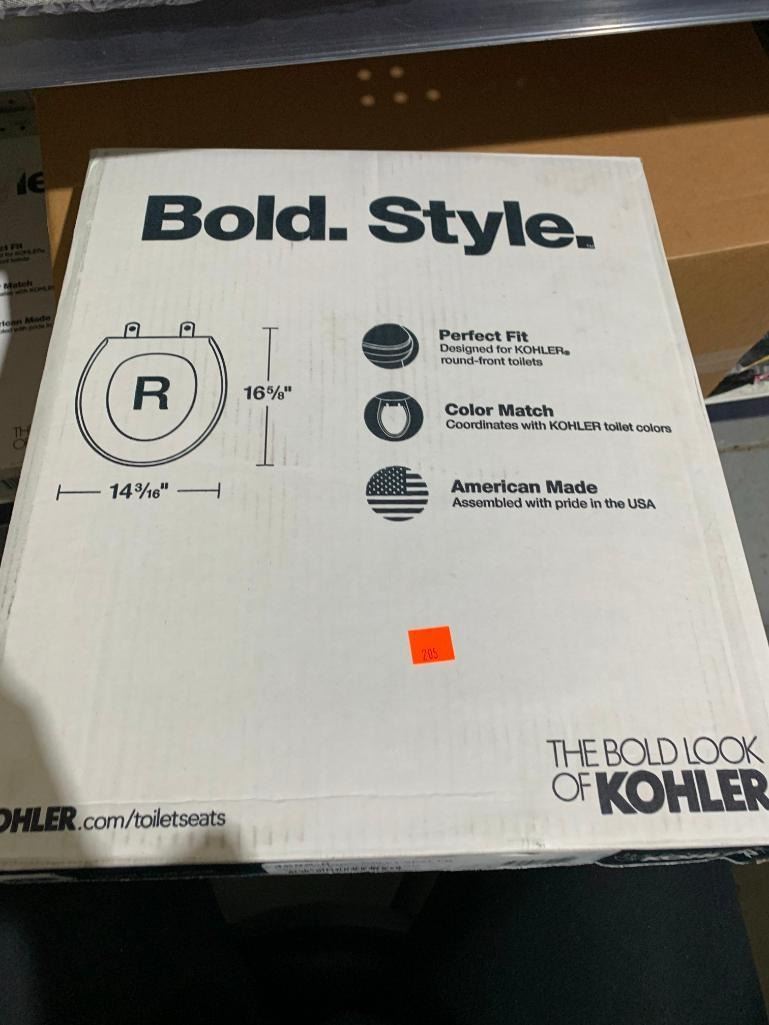 Bold. Style.
R
16⅝"
14 3/16"
Perfect Fit
Designed for KOHLER®
round-front toilets
Color Match
Coordinates with KOHLER toilet colors
American Made
Assembled with pride in the USA
205
THE BOLD LOOK
OF KOHLER
OHLER.com/toiletseats
Match